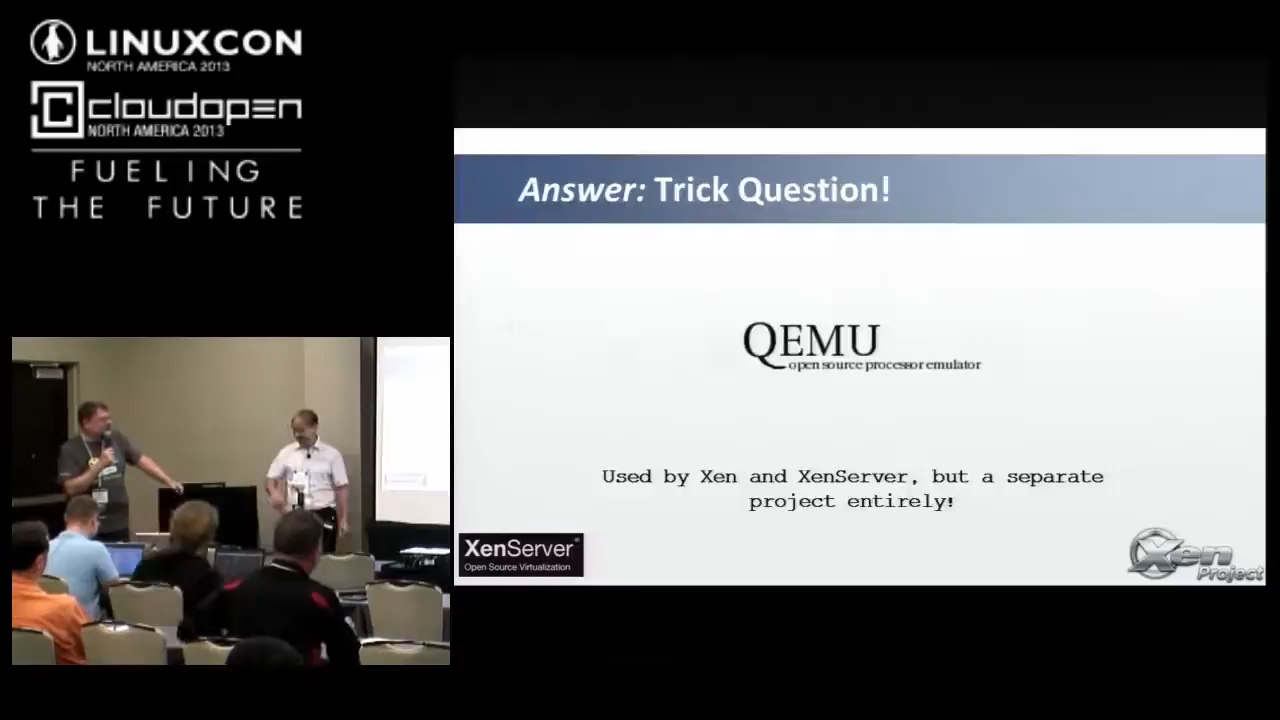 LINUXCON
NORTH AMERICA 2013
cloudopen
NORTH AMERICA 2013
FUELING
THE FUTURE
Answer: Trick Question!
QEMU
open source processor emulator
Used by Xen and XenServer, but a separate
project entirely!
XenServer
Open Source Virtualization
Xen
Project